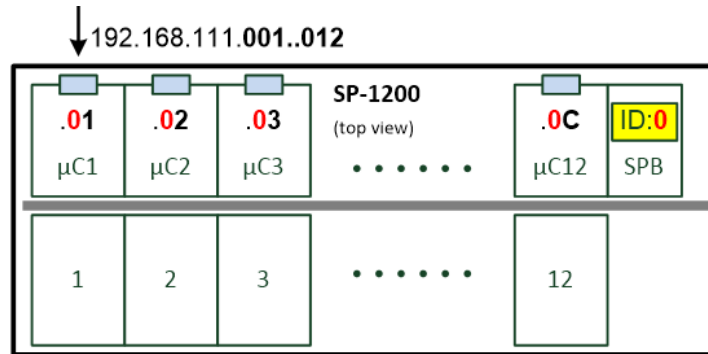 192.168.111.001..012
SP-1200
(top view)
.01 .02 .03 .0C ID:0
µC1 µC2 µC3 ...... µC12 SPB
1 2 3 ...... 12